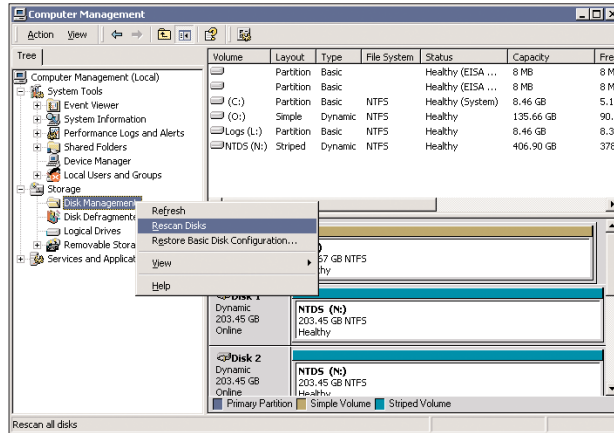 Computer Management
Action View
Tree
Volume Layout Type File System Status Capacity Fre
Computer Management (Local)
System Tools
Event Viewer
System Information
Performance Logs and Alerts
Shared Folders
Device Manager
Local Users and Groups
Storage
Disk Management
Disk Defragmente
Logical Drives
Removable Stora
Services and Applicat
Partition Basic Healthy (EISA ... 8 MB 8 M
Partition Basic Healthy (EISA ... 8 MB 8 M
(C:) Partition Basic NTFS Healthy (System) 8.46 GB 5.1
(O:) Simple Dynamic NTFS Healthy 135.66 GB 90.
Logs (L:) Partition Basic NTFS Healthy 8.46 GB 8.3
NTDS (N:) Striped Dynamic NTFS Healthy 406.90 GB 378
Refresh
Rescan Disks
Restore Basic Disk Configuration...
View
Help
67 GB NTFS
thy
Disk 1
Dynamic
203.45 GB
Online
NTDS (N:)
203.45 GB NTFS
Healthy
Disk 2
Dynamic
203.45 GB
Online
NTDS (N:)
203.45 GB NTFS
Healthy
Primary Partition Simple Volume Striped Volume
Rescan all disks